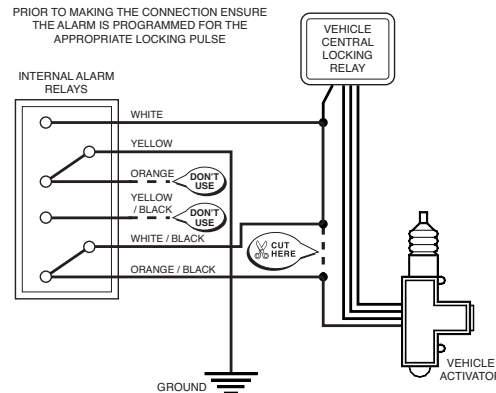 PRIOR TO MAKING THE CONNECTION ENSURE
THE ALARM IS PROGRAMMED FOR THE
APPROPRIATE LOCKING PULSE
VEHICLE
CENTRAL
LOCKING
RELAY
INTERNAL ALARM
RELAYS
WHITE
YELLOW
ORANGE
DON'T
USE
YELLOW
/ BLACK
DON'T
USE
WHITE / BLACK
CUT
HERE
ORANGE / BLACK
VEHICLE
ACTIVATOR
GROUND